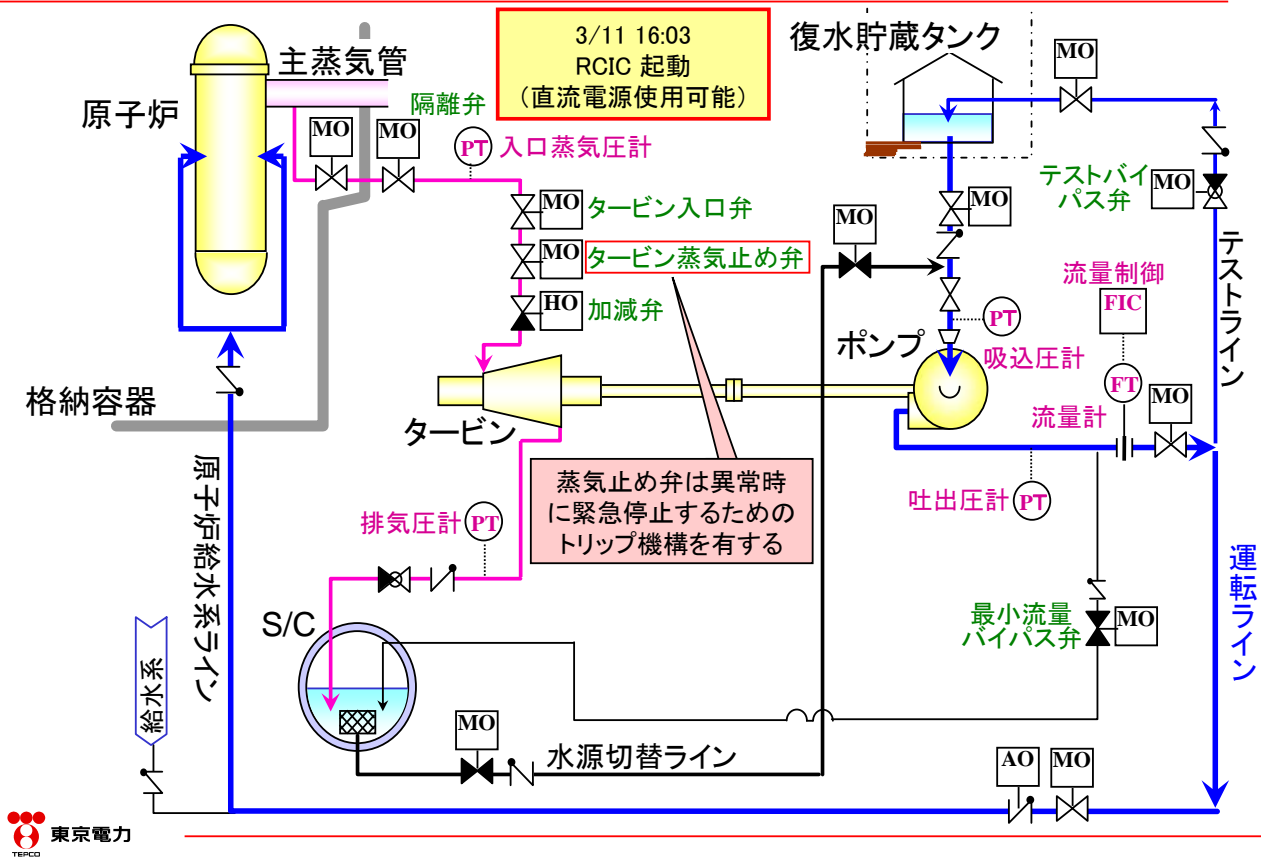 3/11 16:03
RCIC 起動
（直流電源使用可能）
復水貯蔵タンク
主蒸気管
原子炉
隔離弁
MO
MO
MO
PT 入口蒸気圧計
テストバイ
パス弁
MO
MO タービン入口弁
MO
MO
MO タービン蒸気止め弁
テストライン
HO 加減弁
流量制御
FIC
PT
吸込圧計
ポンプ
FT
流量計
MO
格納容器
タービン
原子炉給水系ライン
蒸気止め弁は異常時
に緊急停止するための
トリップ機構を有する
吐出圧計 PT
排気圧計 PT
運転ライン
S/C
最小流量
バイパス弁
MO
給水系
MO
水源切替ライン
AO
MO
東京電力
TEPCO